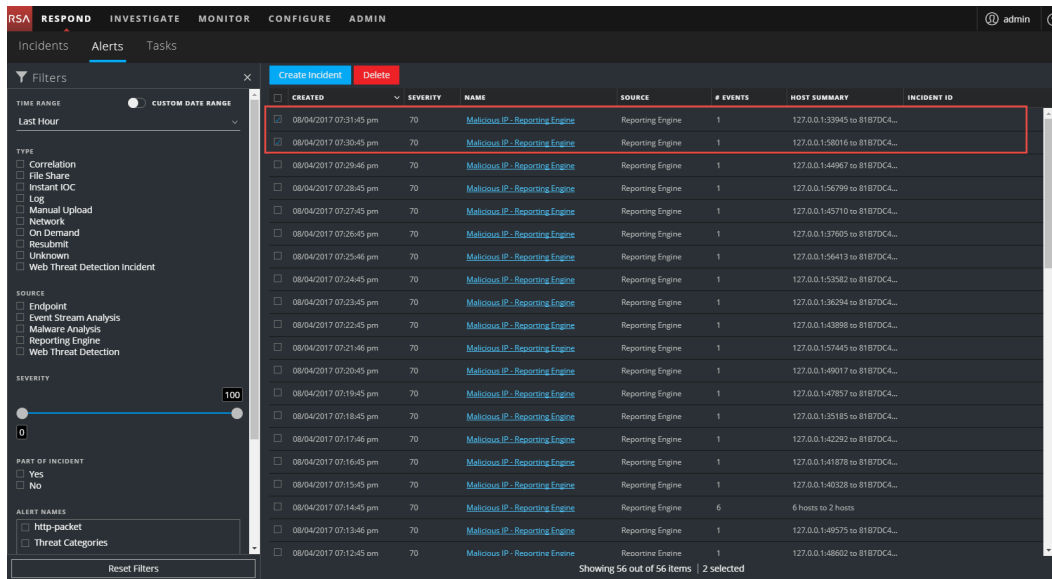 RSA RESPOND INVESTIGATE MONITOR CONFIGURE ADMIN admin
Incidents Alerts Tasks
Filters
TIME RANGE CUSTOM DATE RANGE
Last Hour
TYPE
Correlation
File Share
Instant IOC
Log
Manual Upload
Network
On Demand
Resubmit
Unknown
Web Threat Detection Incident
SOURCE
Endpoint
Event Stream Analysis
Malware Analysis
Reporting Engine
Web Threat Detection
SEVERITY
100
0
PART OF INCIDENT
Yes
No
ALERT NAMES
http-packet
Threat Categories
Reset Filters
Create Incident Delete
CREATED SEVERITY NAME SOURCE # EVENTS HOST SUMMARY INCIDENT ID
08/04/2017 07:31:45 pm 70 Malicious IP - Reporting Engine Reporting Engine 1 127.0.0.1:33945 to 81B7DC4...
08/04/2017 07:30:45 pm 70 Malicious IP - Reporting Engine Reporting Engine 1 127.0.0.1:58016 to 81B7DC4...
08/04/2017 07:29:46 pm 70 Malicious IP - Reporting Engine Reporting Engine 1 127.0.0.1:44967 to 81B7DC4...
08/04/2017 07:28:45 pm 70 Malicious IP - Reporting Engine Reporting Engine 1 127.0.0.1:56799 to 81B7DC4...
08/04/2017 07:27:45 pm 70 Malicious IP - Reporting Engine Reporting Engine 1 127.0.0.1:45710 to 81B7DC4...
08/04/2017 07:26:45 pm 70 Malicious IP - Reporting Engine Reporting Engine 1 127.0.0.1:37605 to 81B7DC4...
08/04/2017 07:25:46 pm 70 Malicious IP - Reporting Engine Reporting Engine 1 127.0.0.1:56413 to 81B7DC4...
08/04/2017 07:24:45 pm 70 Malicious IP - Reporting Engine Reporting Engine 1 127.0.0.1:53582 to 81B7DC4...
08/04/2017 07:23:45 pm 70 Malicious IP - Reporting Engine Reporting Engine 1 127.0.0.1:36294 to 81B7DC4...
08/04/2017 07:22:45 pm 70 Malicious IP - Reporting Engine Reporting Engine 1 127.0.0.1:43898 to 81B7DC4...
08/04/2017 07:21:46 pm 70 Malicious IP - Reporting Engine Reporting Engine 1 127.0.0.1:57445 to 81B7DC4...
08/04/2017 07:20:45 pm 70 Malicious IP - Reporting Engine Reporting Engine 1 127.0.0.1:49017 to 81B7DC4...
08/04/2017 07:19:45 pm 70 Malicious IP - Reporting Engine Reporting Engine 1 127.0.0.1:47857 to 81B7DC4...
08/04/2017 07:18:45 pm 70 Malicious IP - Reporting Engine Reporting Engine 1 127.0.0.1:35185 to 81B7DC4...
08/04/2017 07:17:46 pm 70 Malicious IP - Reporting Engine Reporting Engine 1 127.0.0.1:42292 to 81B7DC4...
08/04/2017 07:16:45 pm 70 Malicious IP - Reporting Engine Reporting Engine 1 127.0.0.1:41878 to 81B7DC4...
08/04/2017 07:15:45 pm 70 Malicious IP - Reporting Engine Reporting Engine 1 127.0.0.1:40328 to 81B7DC4...
08/04/2017 07:14:45 pm 70 Malicious IP - Reporting Engine Reporting Engine 6 6 hosts to 2 hosts
08/04/2017 07:13:46 pm 70 Malicious IP - Reporting Engine Reporting Engine 1 127.0.0.1:49575 to 81B7DC4...
08/04/2017 07:12:45 pm 70 Malicious IP - Reporting Engine Reporting Engine 1 127.0.0.1:48602 to 81B7DC4...
Showing 56 out of 56 items | 2 selected